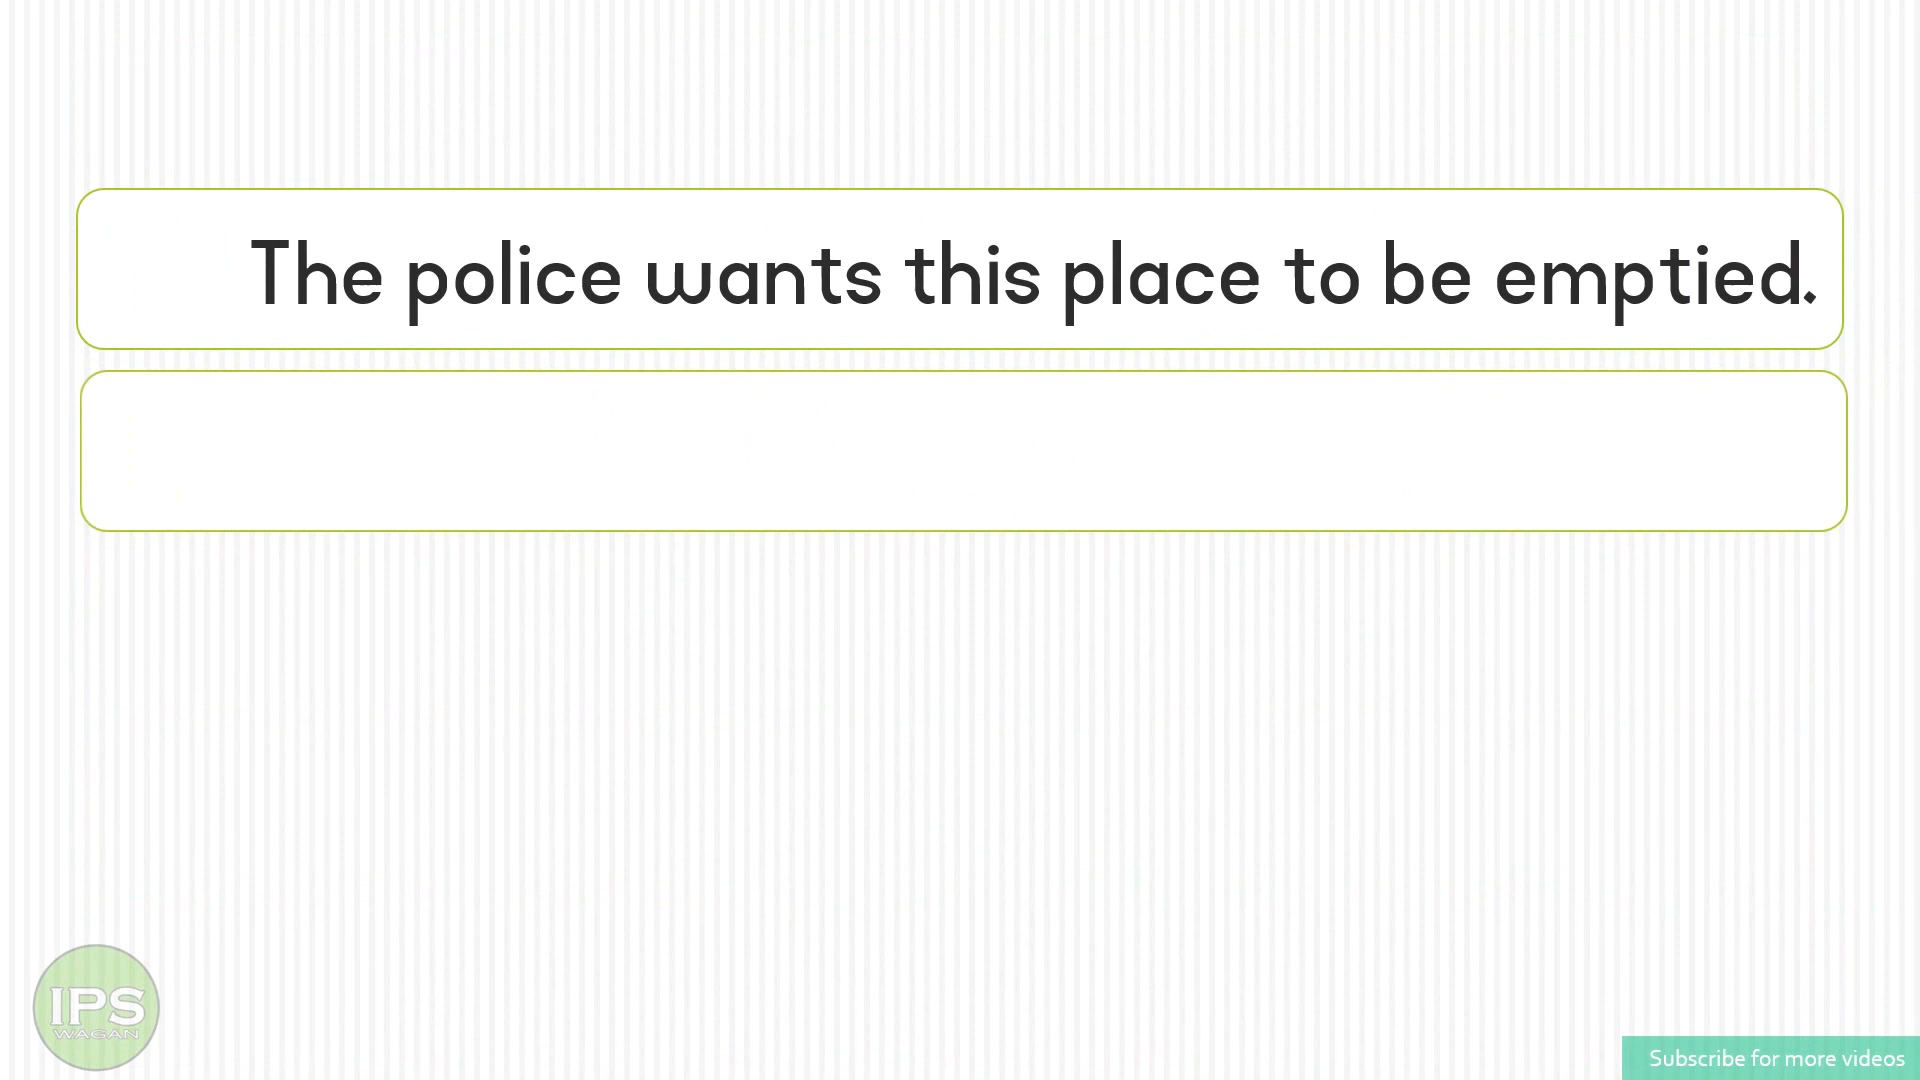 The police wants this place to be emptied.
IPS
WAGAN
Subscribe for more videos